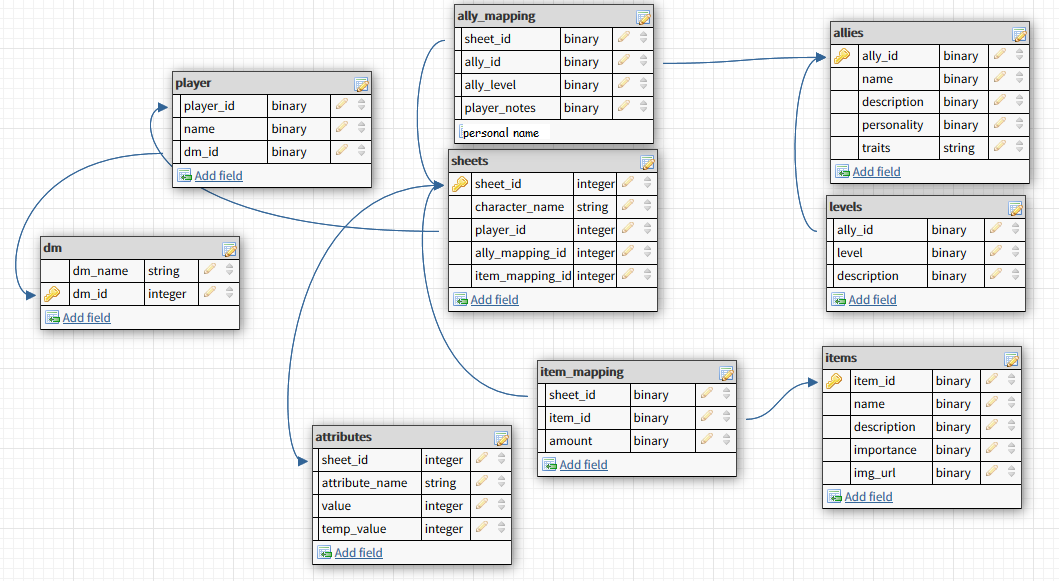 ally_mapping
sheet_id binary
ally_id binary
ally_level binary
player_notes binary
personal name
allies
ally_id binary
name binary
description binary
personality binary
traits string
Add field
player
player_id binary
name binary
dm_id binary
Add field
sheets
sheet_id integer
character_name string
player_id integer
ally_mapping_id integer
item_mapping_id integer
Add field
levels
ally_id binary
level binary
description binary
Add field
dm
dm_name string
dm_id integer
Add field
items
item_id binary
name binary
description binary
importance binary
img_url binary
Add field
item_mapping
sheet_id binary
item_id binary
amount binary
Add field
attributes
sheet_id integer
attribute_name string
value integer
temp_value integer
Add field